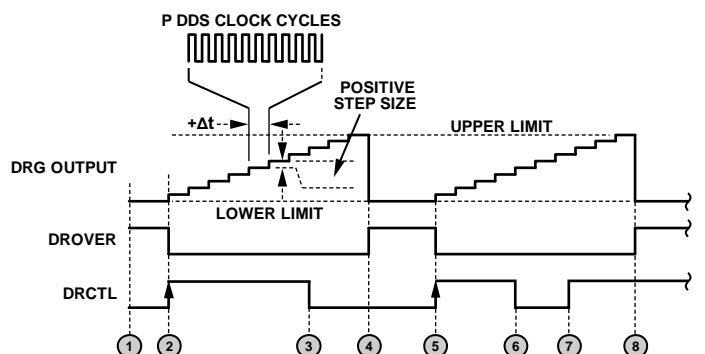 P DDS CLOCK CYCLES
POSITIVE
STEP SIZE
+Δt
UPPER LIMIT
DRG OUTPUT
LOWER LIMIT
DROVER
DRCTL
1 2 3 4 5 6 7 8